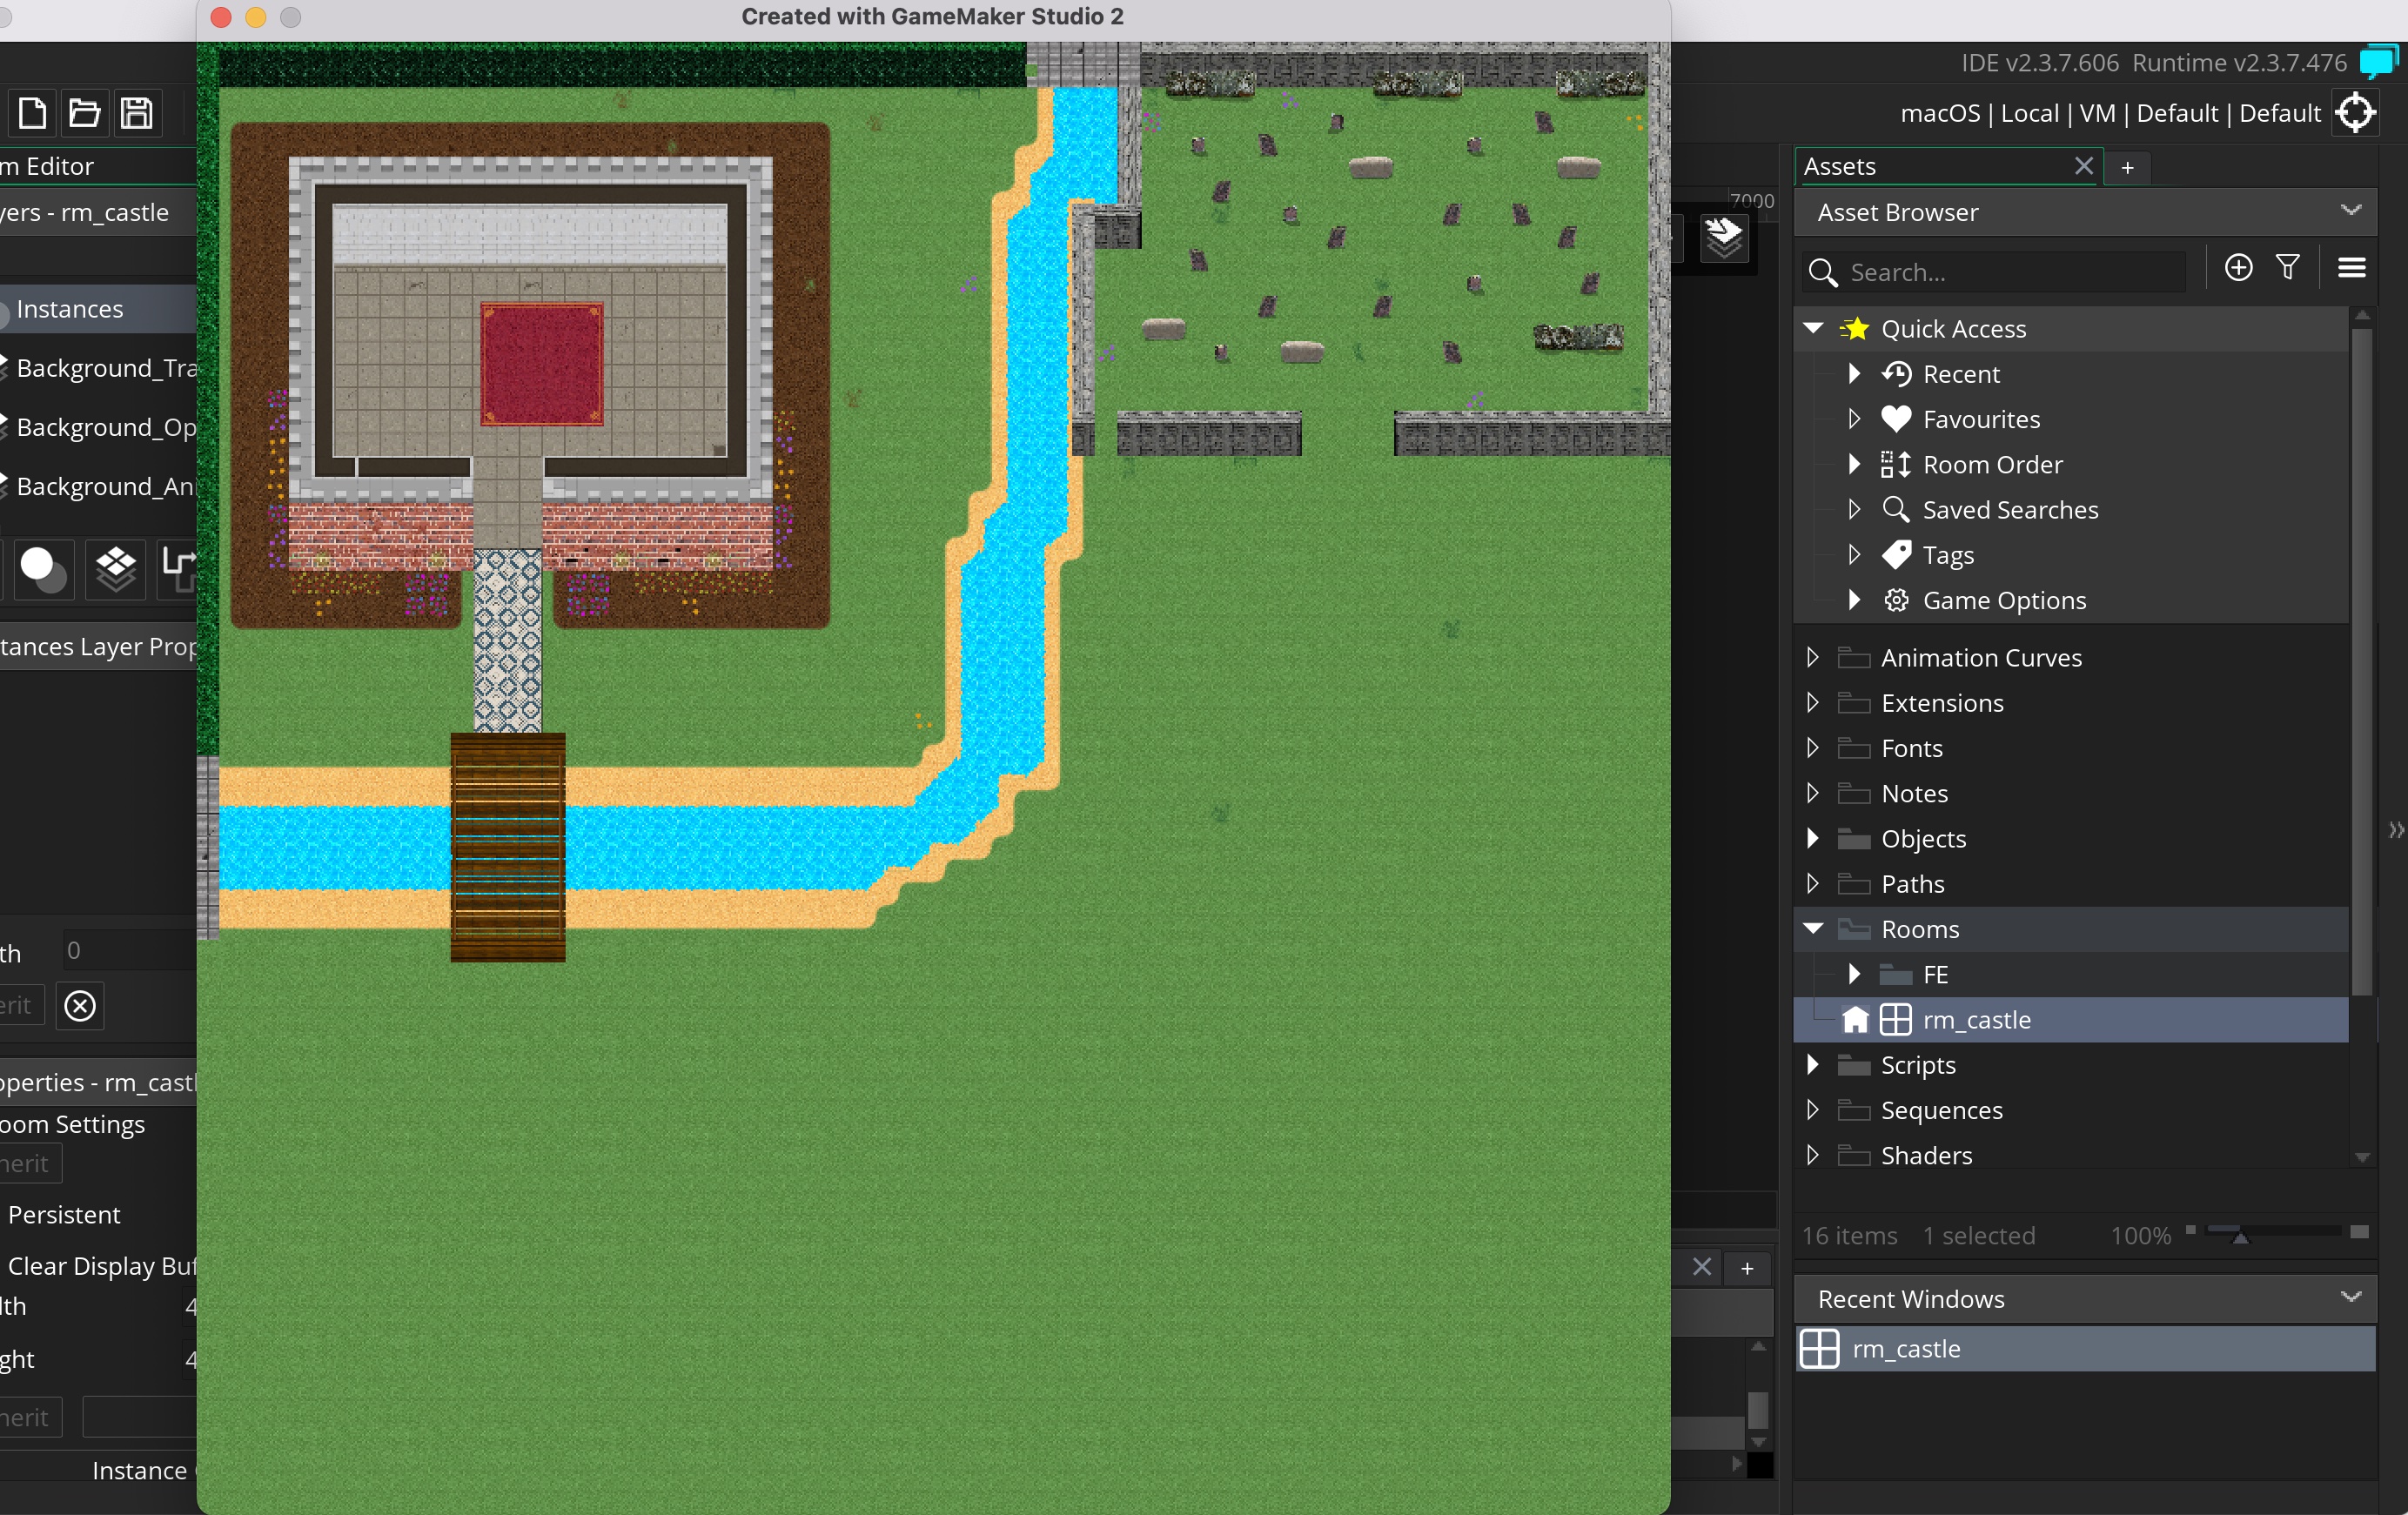 Created with GameMaker Studio 2
IDE v2.3.7.606 Runtime v2.3.7.476
macOS | Local | VM | Default | Default
m Editor
yers - rm_castle
Instances
Background_Tra
Background_Op
Background_An
tances Layer Prop
th
0
erit
operties - rm_castl
oom Settings
herit
Persistent
Clear Display Buf
lth
4
ght
4
herit
Instance
7000
Assets
+
Asset Browser
Search...
Quick Access
Recent
Favourites
Room Order
Saved Searches
Tags
Game Options
Animation Curves
Extensions
Fonts
Notes
Objects
Paths
Rooms
FE
rm_castle
Scripts
Sequences
Shaders
16 items 1 selected 100%
+
Recent Windows
rm_castle